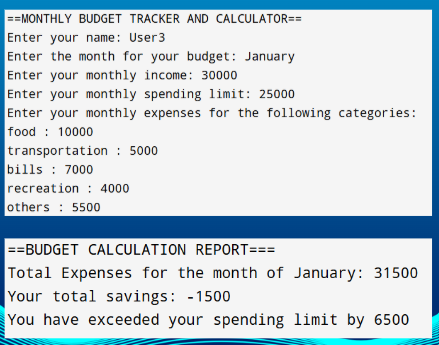 ==MONTHLY BUDGET TRACKER AND CALCULATOR==
Enter your name: User3
Enter the month for your budget: January
Enter your monthly income: 30000
Enter your monthly spending limit: 25000
Enter your monthly expenses for the following categories:
food : 10000
transportation : 5000
bills : 7000
recreation : 4000
others : 5500
==BUDGET CALCULATION REPORT===
Total Expenses for the month of January: 31500
Your total savings: -1500
You have exceeded your spending limit by 6500